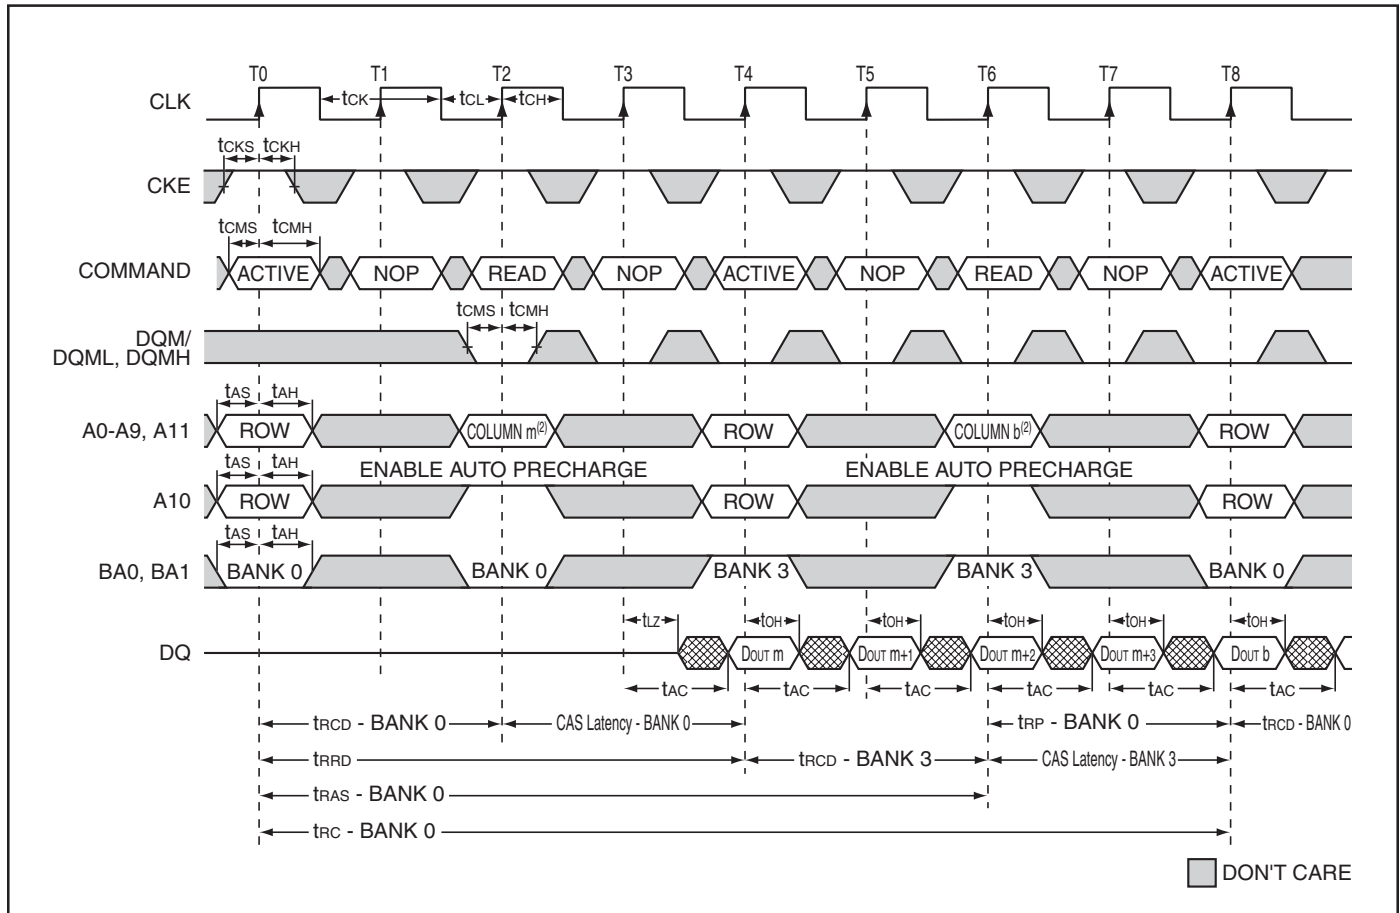 T0 T1 T2 T3 T4 T5 T6 T7 T8
CLK tCK tCL tCH
tCKS tCKH
CKE
tCMS tCMH
COMMAND ACTIVE NOP READ NOP ACTIVE NOP READ NOP ACTIVE
tCMS tCMH
DQM/
DQML, DQMH
tAS tAH
A0-A9, A11 ROW COLUMN m(2) ROW COLUMN b(2) ROW
tAS tAH ENABLE AUTO PRECHARGE ENABLE AUTO PRECHARGE
A10 ROW ROW ROW
tAS tAH
BA0, BA1 BANK 0 BANK 0 BANK 3 BANK 3 BANK 0
tLZ tOH tOH tOH tOH tOH
DQ DOUT m DOUT m+1 DOUT m+2 DOUT m+3 DOUT b
tAC tAC tAC tAC tAC tAC
tRCD - BANK 0 CAS Latency - BANK 0 tRP - BANK 0 tRCD - BANK 0
tRRD tRCD - BANK 3 CAS Latency - BANK 3
tRAS - BANK 0
tRC - BANK 0
DON'T CARE